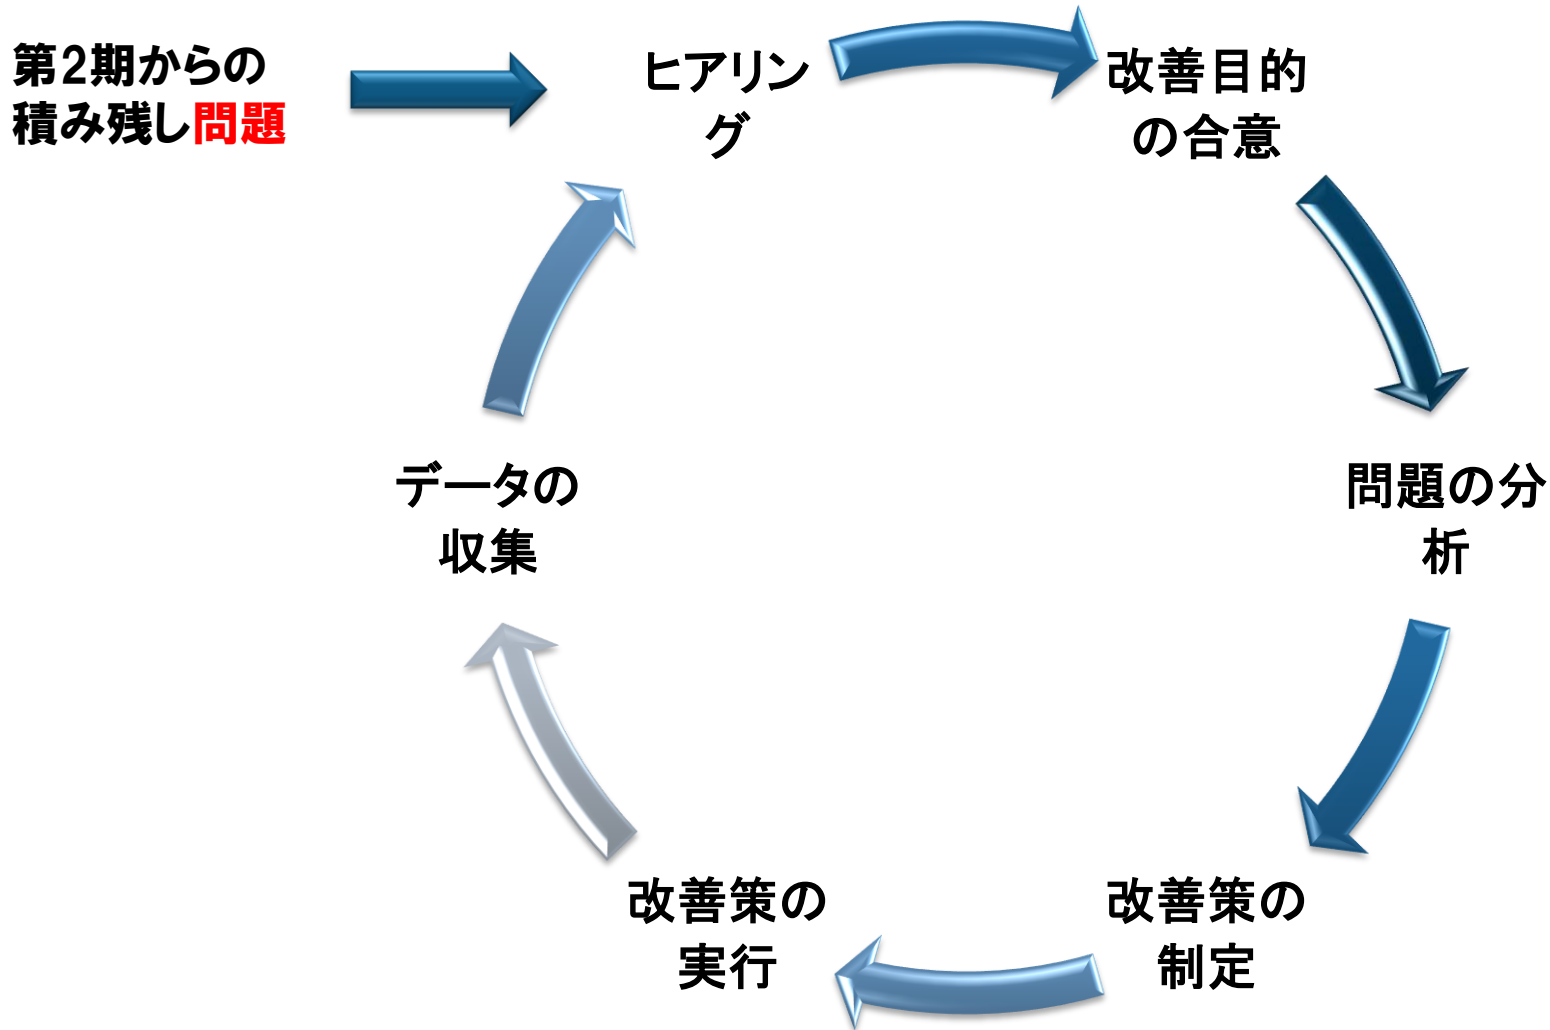 第2期からの
積み残し問題
ヒアリン
グ
改善目的
の合意
問題の分
析
改善策の
制定
改善策の
実行
データの
収集